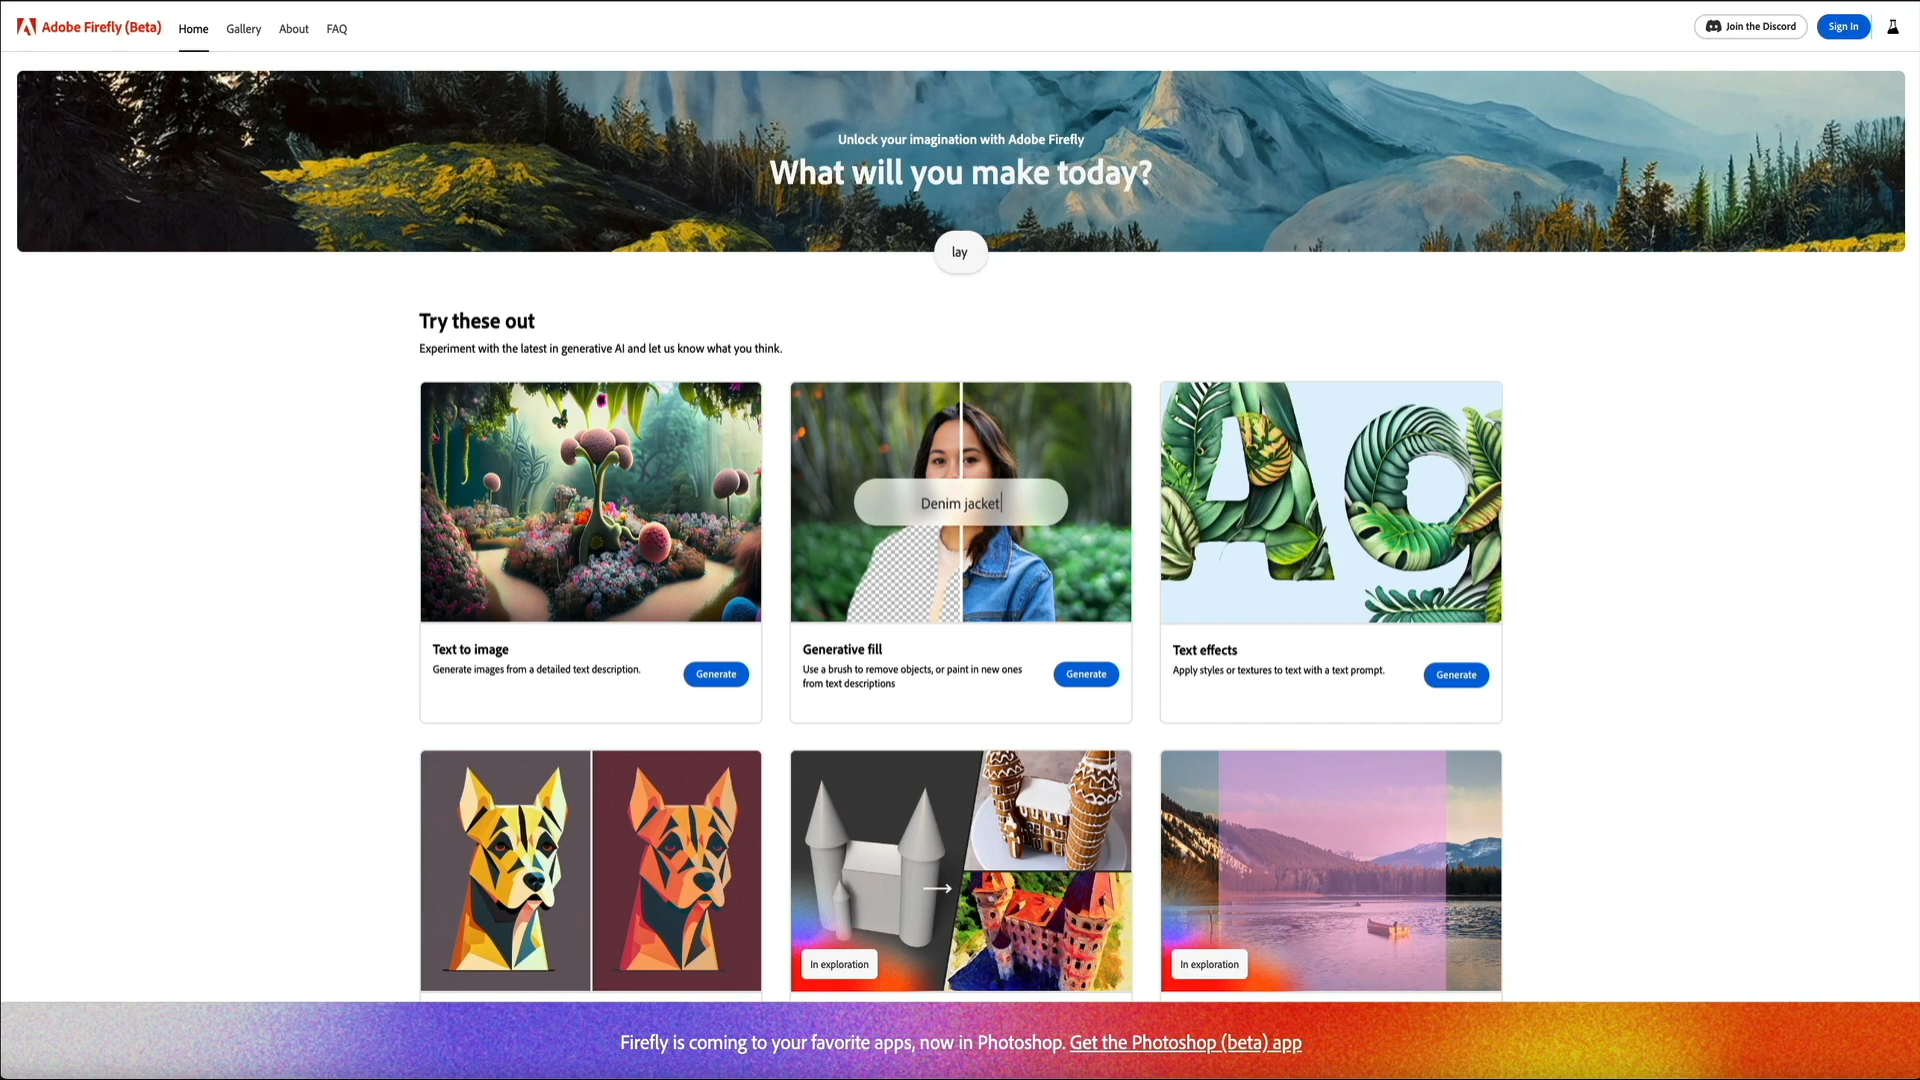 Adobe Firefly (Beta)
Home
Gallery
About
FAQ
Join the Discord
Sign In
Unlock your imagination with Adobe Firefly
What will you make today?
lay
Try these out
Experiment with the latest in generative AI and let us know what you think.
Denim jacket
Ag
Text to image
Generate images from a detailed text description.
Generate
Generative fill
Use a brush to remove objects, or paint in new ones
from text descriptions
Generate
Text effects
Apply styles or textures to text with a text prompt.
Generate
In exploration
In exploration
Firefly is coming to your favorite apps, now in Photoshop. Get the Photoshop (beta) app